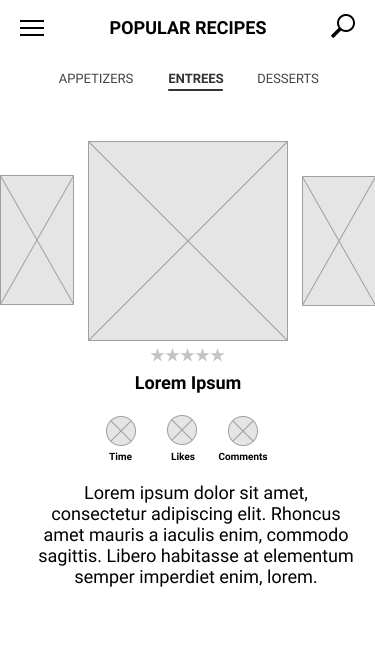 POPULAR RECIPES
APPETIZERS ENTREES DESSERTS
Lorem Ipsum
Time Likes Comments
Lorem ipsum dolor sit amet,
consectetur adipiscing elit. Rhoncus
amet mauris a iaculis enim, commodo
sagittis. Libero habitasse at elementum
semper imperdiet enim, lorem.